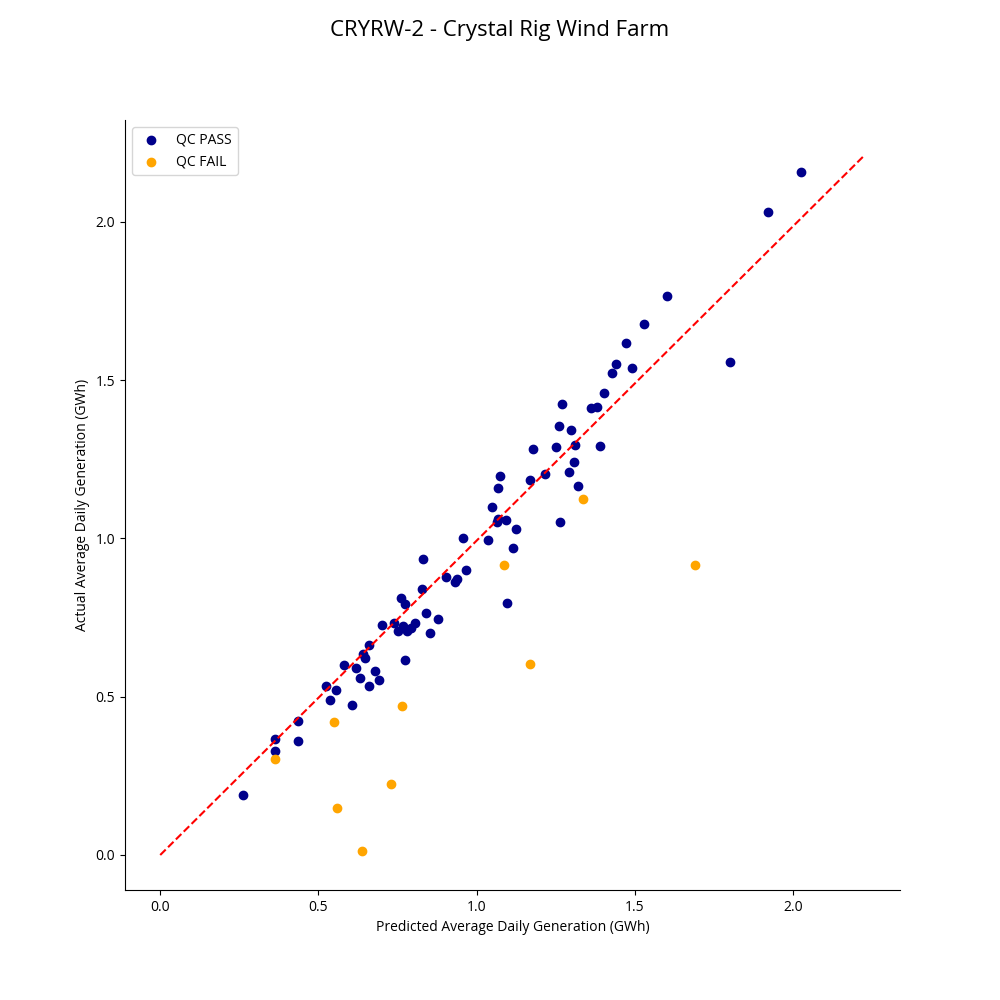 CRYRW-2 - Crystal Rig Wind Farm
QC PASS
QC FAIL
2.0
1.5
1.0
0.5
0.0
Actual Average Daily Generation (GWh)
0.0 0.5 1.0 1.5 2.0
Predicted Average Daily Generation (GWh)